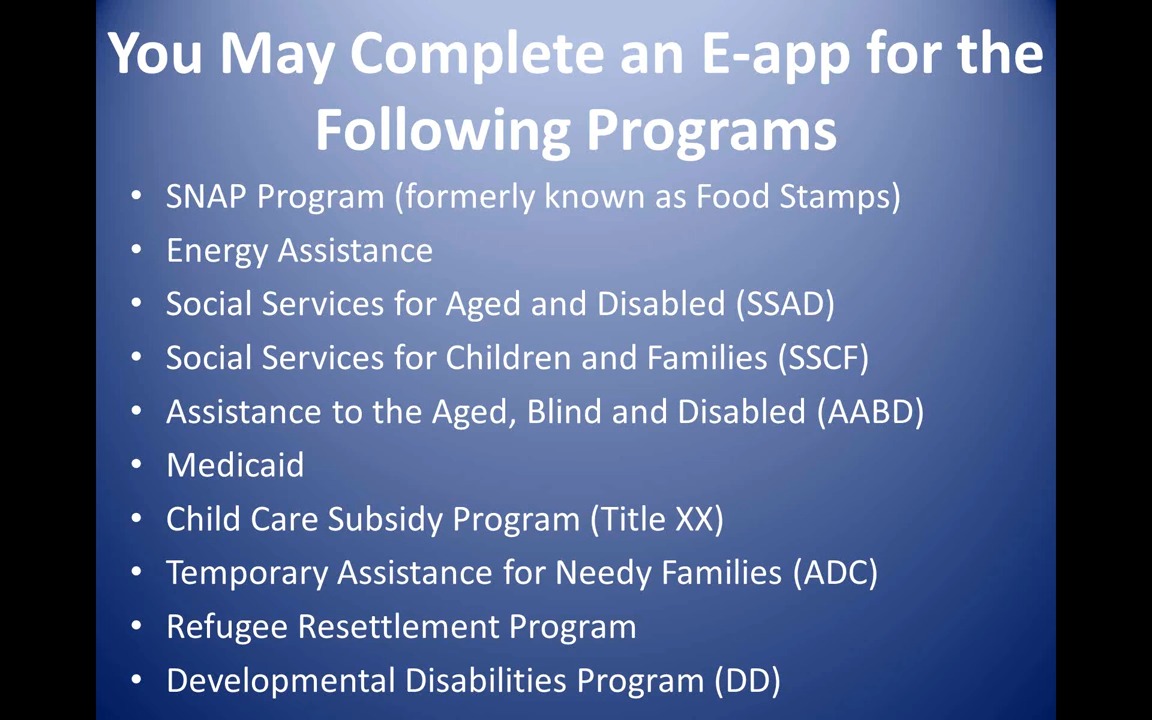 You May Complete an E-app for the
Following Programs
• SNAP Program (formerly known as Food Stamps)
• Energy Assistance
• Social Services for Aged and Disabled (SSAD)
• Social Services for Children and Families (SSCF)
• Assistance to the Aged, Blind and Disabled (AABD)
• Medicaid
• Child Care Subsidy Program (Title XX)
• Temporary Assistance for Needy Families (ADC)
• Refugee Resettlement Program
• Developmental Disabilities Program (DD)